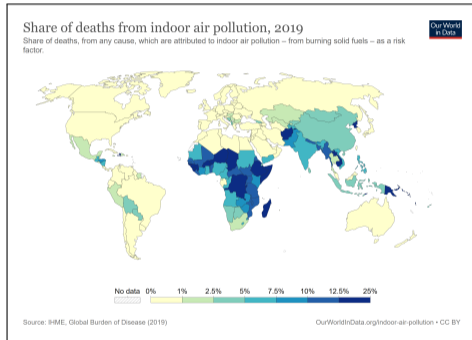 Share of deaths from indoor air pollution, 2019
Our World
in Data
Share of deaths, from any cause, which are attributed to indoor air pollution – from burning solid fuels – as a risk
factor.
No data 0% 1% 2.5% 5% 7.5% 10% 12.5% 25%
Source: IHME, Global Burden of Disease (2019)
OurWorldInData.org/indoor-air-pollution • CC BY